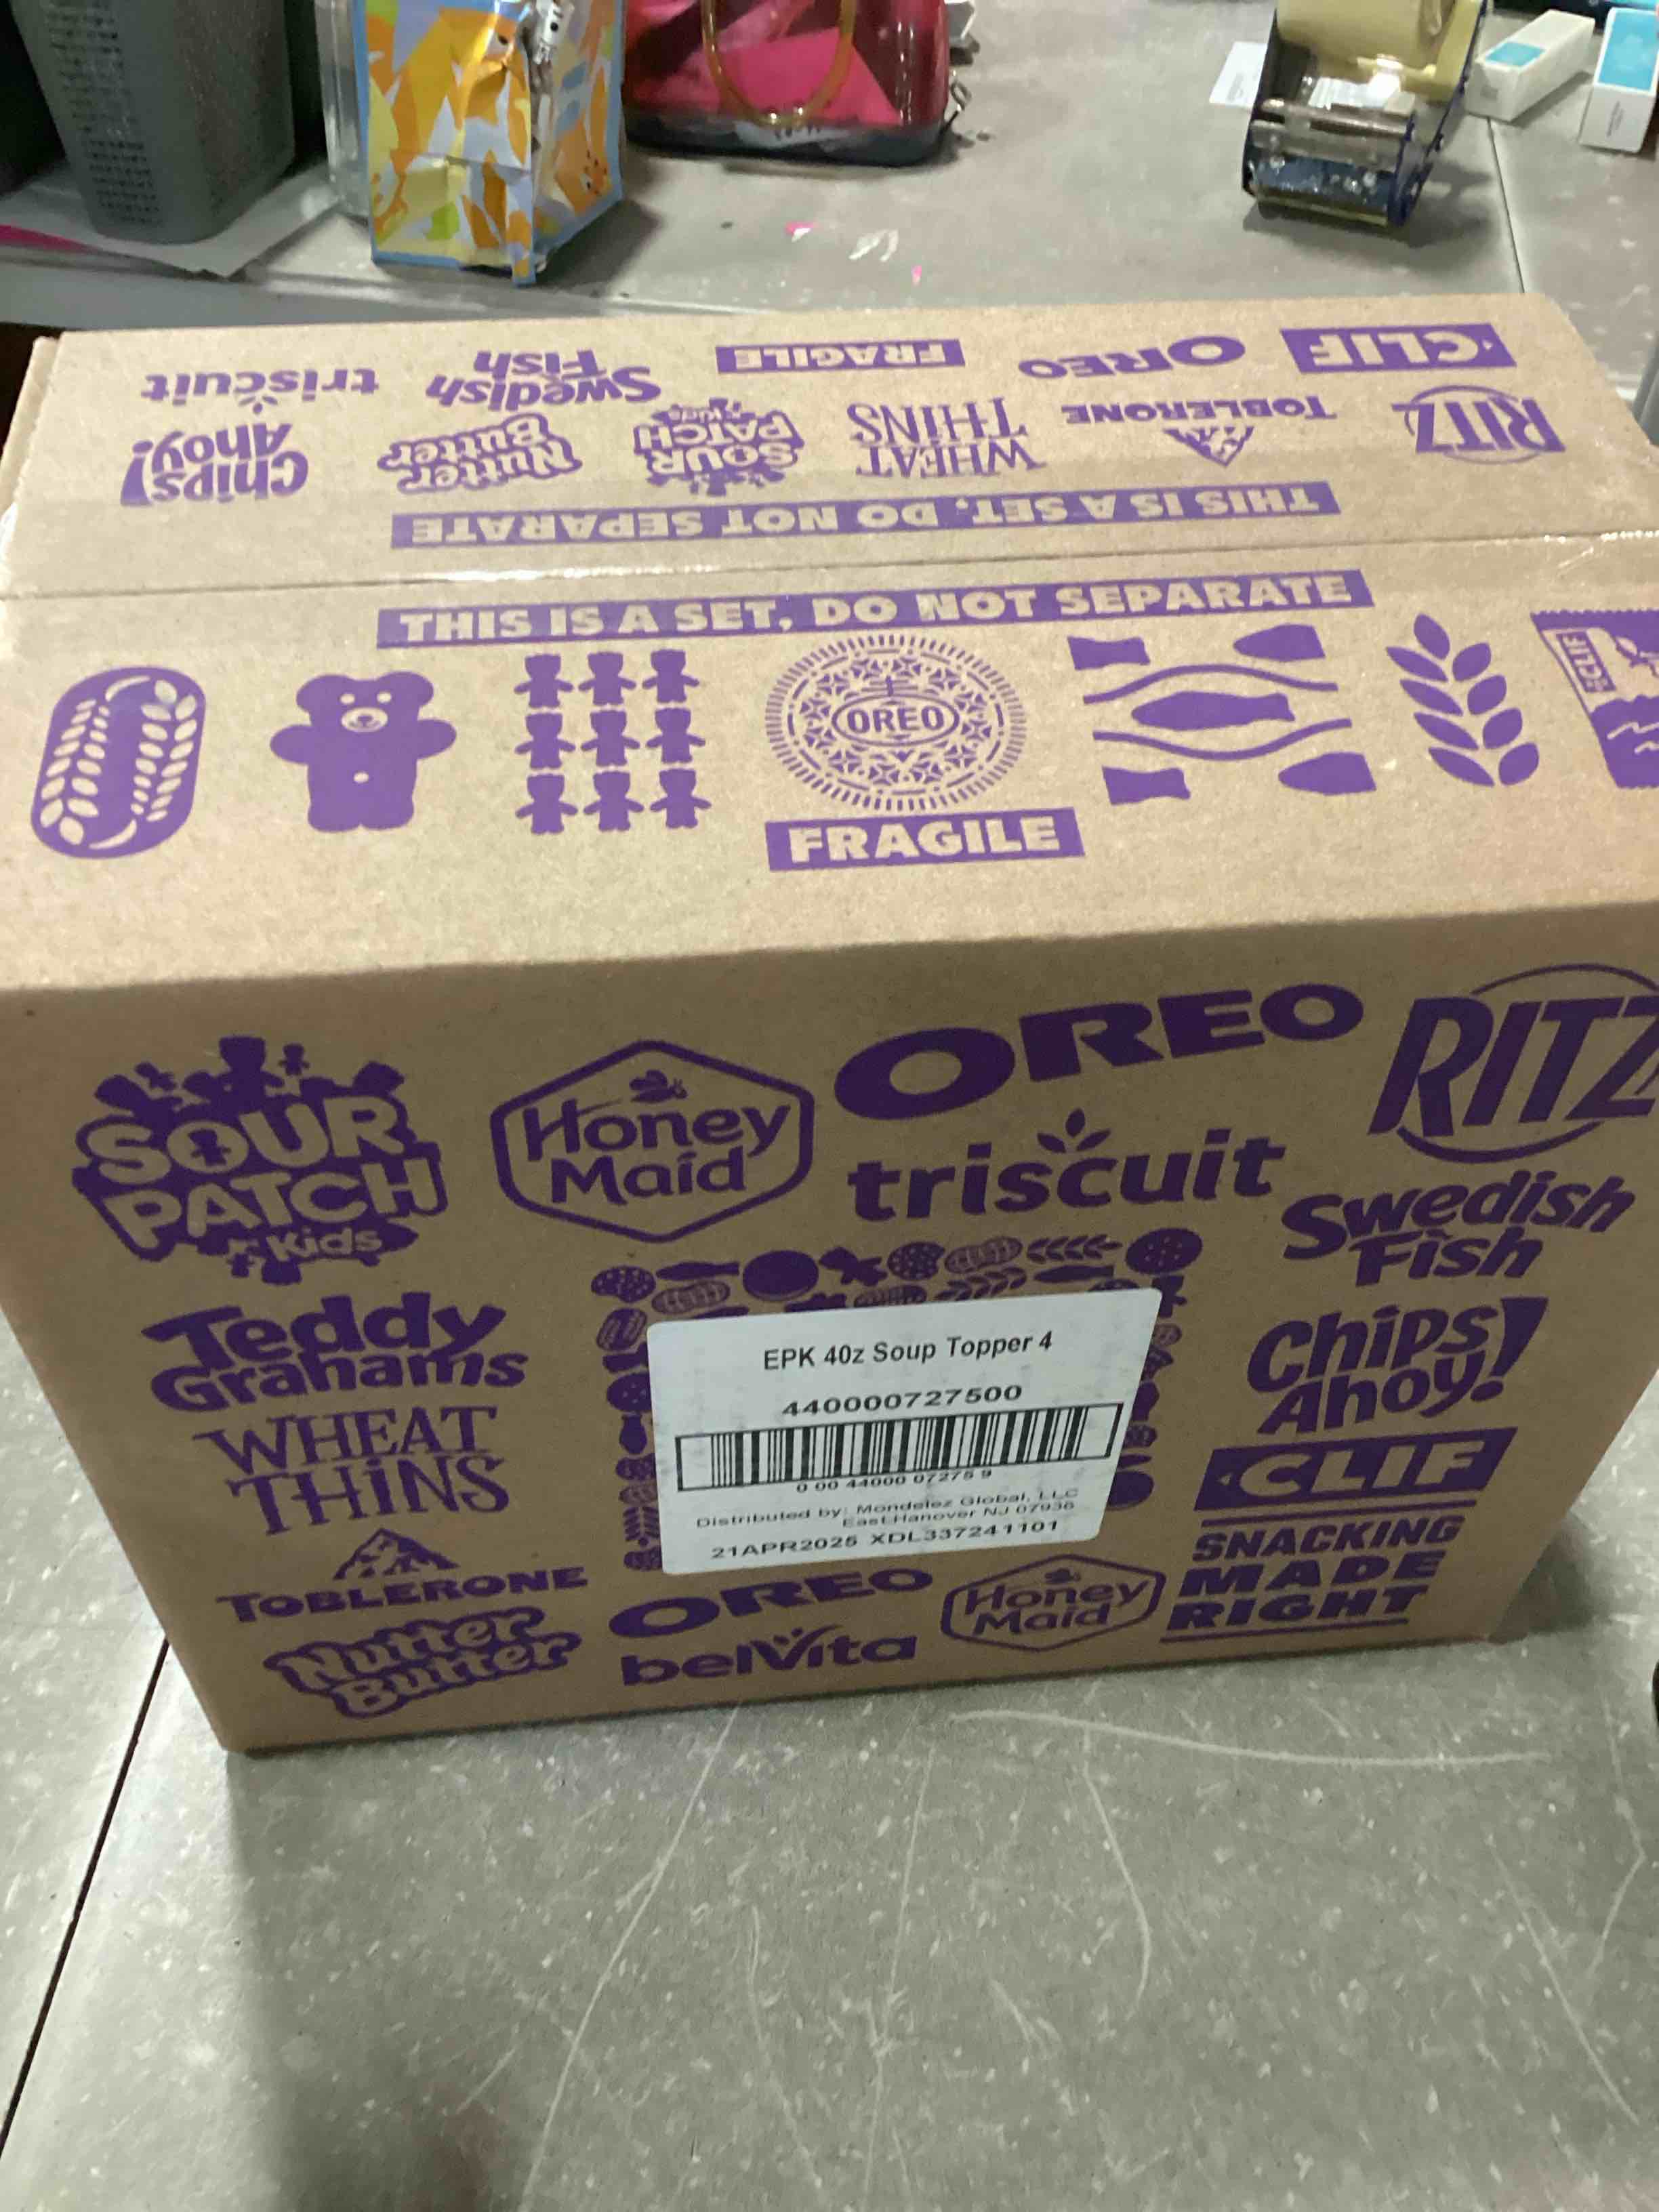 CLIF
OREO
FRAGILE
Swedish
Fish
triscuit
RITZ
TOBLERONE
WHEAT
THINS
SOUR
PATCH
Kids
Nutter
Butter
Chips
Ahoy!
THIS IS A SET, DO NOT SEPARATE
THIS IS A SET, DO NOT SEPARATE
OREO
CLIF
FRAGILE
SOUR
PATCH
Kids
Honey
Maid
OREO
RITZ
triscuit
Swedish
Fish
Teddy
Grahams
WHEAT
THINS
TOBLERONE
Nutter
Butter
EPK 40z Soup Topper 4
440000727500
0 00 44000 07275 9
Distributed by: Mondelez Global, LLC
East Hanover NJ 07936
21APR2025 XDL337241101
Chips
Ahoy!
CLIF
SNACKING
MADE
RIGHT
OREO
belVita
Honey
Maid